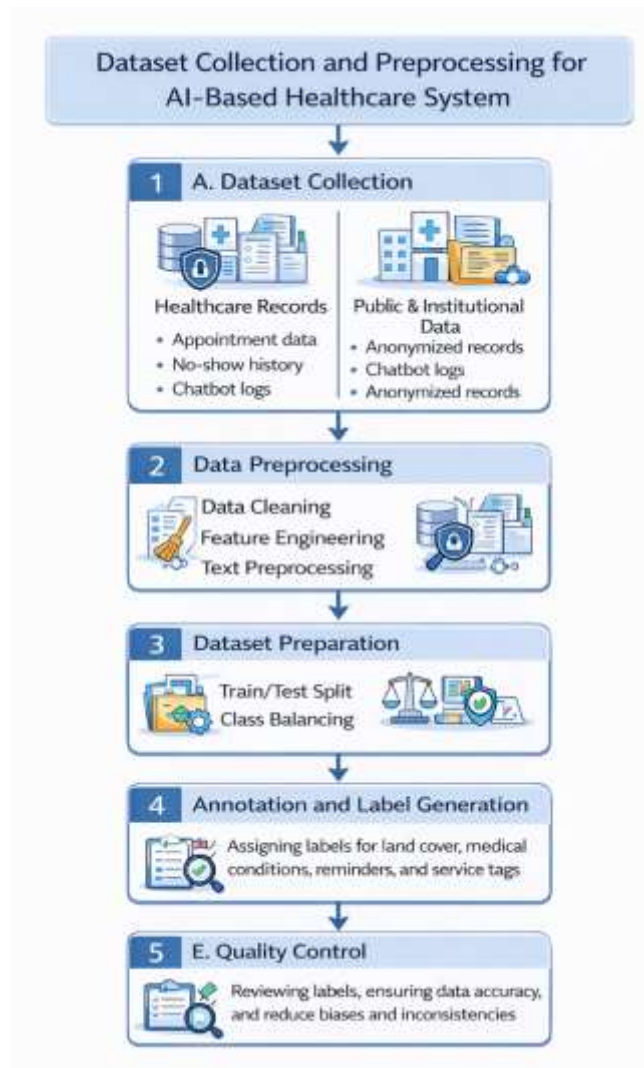 Dataset Collection and Preprocessing for
AI-Based Healthcare System
1 A. Dataset Collection
Healthcare Records
• Appointment data
• No-show history
• Chatbot logs
Public & Institutional
Data
• Anonymized records
• Chatbot logs
• Anonymized records
2 Data Preprocessing
Data Cleaning
Feature Engineering
Text Preprocessing
3 Dataset Preparation
Train/Test Split
Class Balancing
4 Annotation and Label Generation
Assigning labels for land cover, medical
conditions, reminders, and service tags
5 E. Quality Control
Reviewing labels, ensuring data accuracy,
and reduce biases and inconsistencies